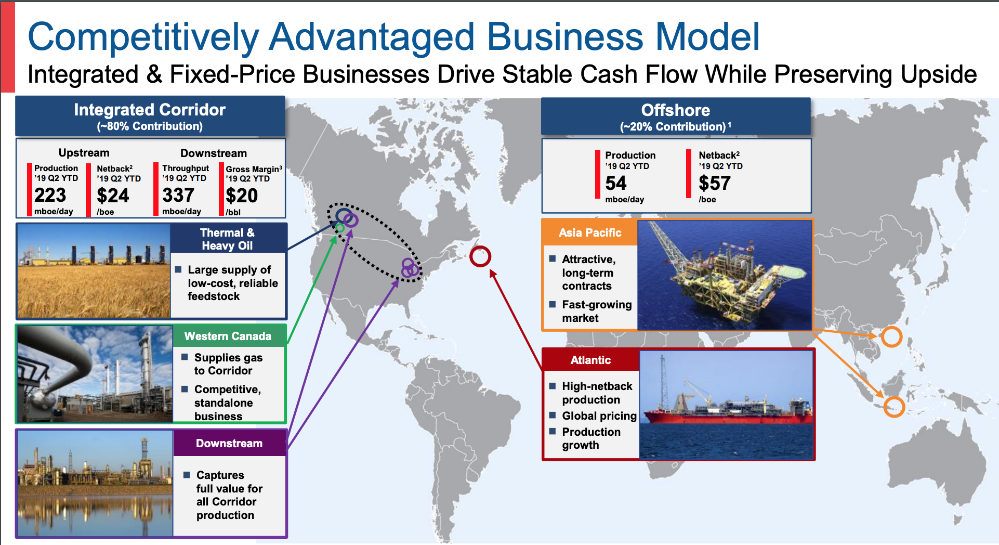 Competitively Advantaged Business Model
Integrated & Fixed-Price Businesses Drive Stable Cash Flow While Preserving Upside
Integrated Corridor
(~80% Contribution)
Upstream
Downstream
Production
’19 Q2 YTD
223
mboe/day
Netback²
’19 Q2 YTD
$24
/boe
Throughput
’19 Q2 YTD
337
mboe/day
Gross Margin³
’19 Q2 YTD
$20
/bbl
Thermal &
Heavy Oil
Large supply of
low-cost, reliable
feedstock
Western Canada
Supplies gas
to Corridor
Competitive,
standalone
business
Downstream
Captures
full value for
all Corridor
production
Offshore
(~20% Contribution) ¹
Production
’19 Q2 YTD
54
mboe/day
Netback²
’19 Q2 YTD
$57
/boe
Asia Pacific
Attractive,
long-term
contracts
Fast-growing
market
Atlantic
High-netback
production
Global pricing
Production
growth